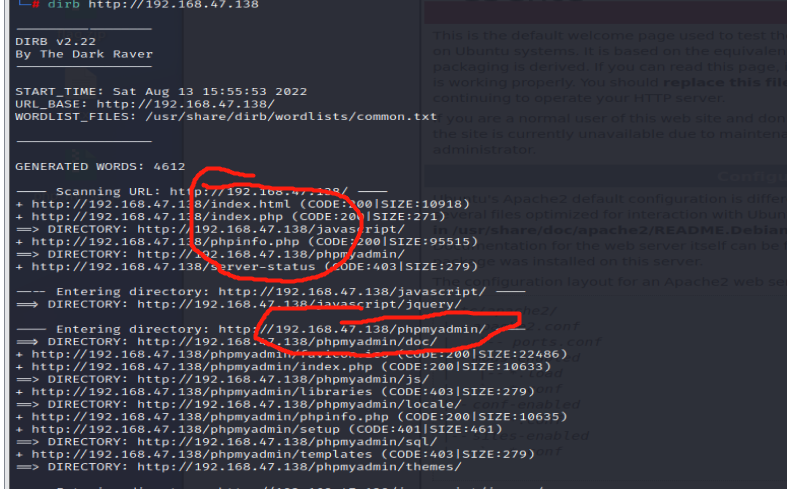 # dirb http://192.168.47.138
DIRB v2.22
By The Dark Raver
START_TIME: Sat Aug 13 15:55:53 2022
URL_BASE: http://192.168.47.138/
WORDLIST_FILES: /usr/share/dirb/wordlists/common.txt
GENERATED WORDS: 4612
---- Scanning URL: http://192.168.47.138/ ----
+ http://192.168.47.138/index.html (CODE:200|SIZE:10918)
+ http://192.168.47.138/index.php (CODE:200|SIZE:271)
==> DIRECTORY: http://192.168.47.138/javascript/
+ http://192.168.47.138/phpinfo.php (CODE:200|SIZE:95515)
==> DIRECTORY: http://192.168.47.138/phpmyadmin/
+ http://192.168.47.138/server-status (CODE:403|SIZE:279)
---- Entering directory: http://192.168.47.138/javascript/ ----
==> DIRECTORY: http://192.168.47.138/javascript/jquery/
---- Entering directory: http://192.168.47.138/phpmyadmin/ ----
==> DIRECTORY: http://192.168.47.138/phpmyadmin/doc/
+ http://192.168.47.138/phpmyadmin/favicon.ico (CODE:200|SIZE:22486)
+ http://192.168.47.138/phpmyadmin/index.php (CODE:200|SIZE:10633)
==> DIRECTORY: http://192.168.47.138/phpmyadmin/js/
+ http://192.168.47.138/phpmyadmin/libraries (CODE:403|SIZE:279)
==> DIRECTORY: http://192.168.47.138/phpmyadmin/locale/
+ http://192.168.47.138/phpmyadmin/phpinfo.php (CODE:200|SIZE:10635)
+ http://192.168.47.138/phpmyadmin/setup (CODE:401|SIZE:461)
==> DIRECTORY: http://192.168.47.138/phpmyadmin/sql/
+ http://192.168.47.138/phpmyadmin/templates (CODE:403|SIZE:279)
==> DIRECTORY: http://192.168.47.138/phpmyadmin/themes/
This is the default welcome page used to test th
on Ubuntu systems. It is based on the equivalen
packaging is derived. If you can read this page,
is working properly. You should replace this file
continuing to operate your HTTP server.
If you are a normal user of this web site and don
the site is currently unavailable due to maintena
administrator.
Configu
Ubuntu's Apache2 default configuration is differ
several files optimized for interaction with Ubun
in /usr/share/doc/apache2/README.Debian
was installed on this server.
The configuration layout for an Apache2 web se